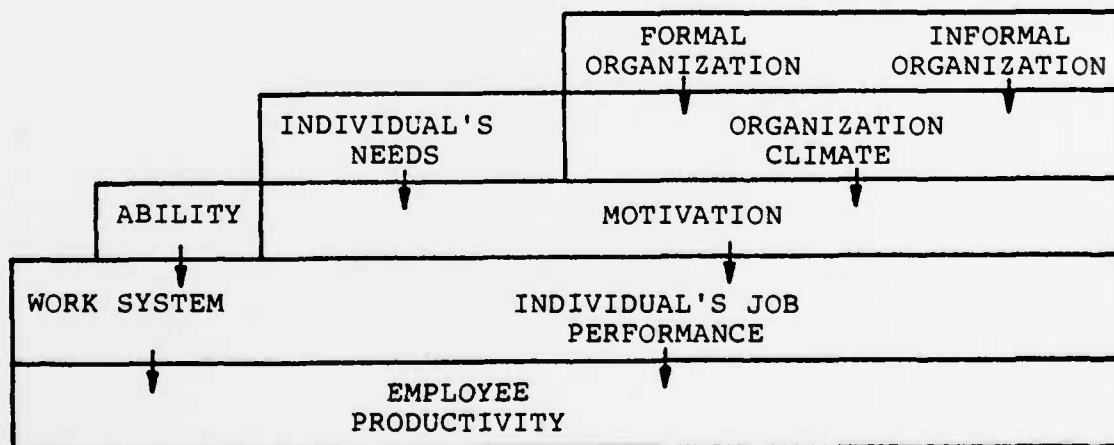 FORMAL INFORMAL
ORGANIZATION ORGANIZATION
INDIVIDUAL'S ORGANIZATION
NEEDS CLIMATE
ABILITY MOTIVATION
WORK SYSTEM INDIVIDUAL'S JOB
PERFORMANCE
EMPLOYEE
PRODUCTIVITY